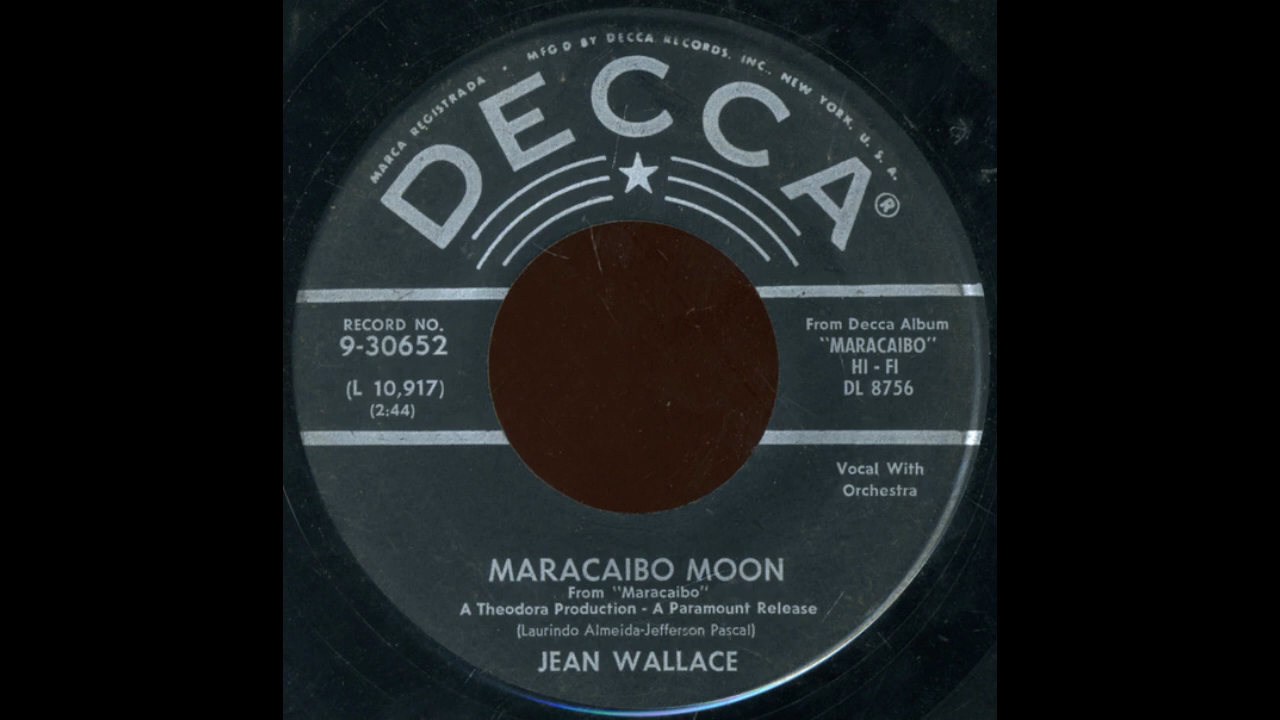 MARCA REGISTRADA • MFG'D BY DECCA RECORDS, INC., NEW YORK, U. S. A.
DECCA®
RECORD NO.
9-30652
(L 10,917)
(2:44)
From Decca Album
"MARACAIBO"
HI - FI
DL 8756
Vocal With
Orchestra
MARACAIBO MOON
From "Maracaibo"
A Theodora Production - A Paramount Release
(Laurindo Almeida-Jefferson Pascal)
JEAN WALLACE